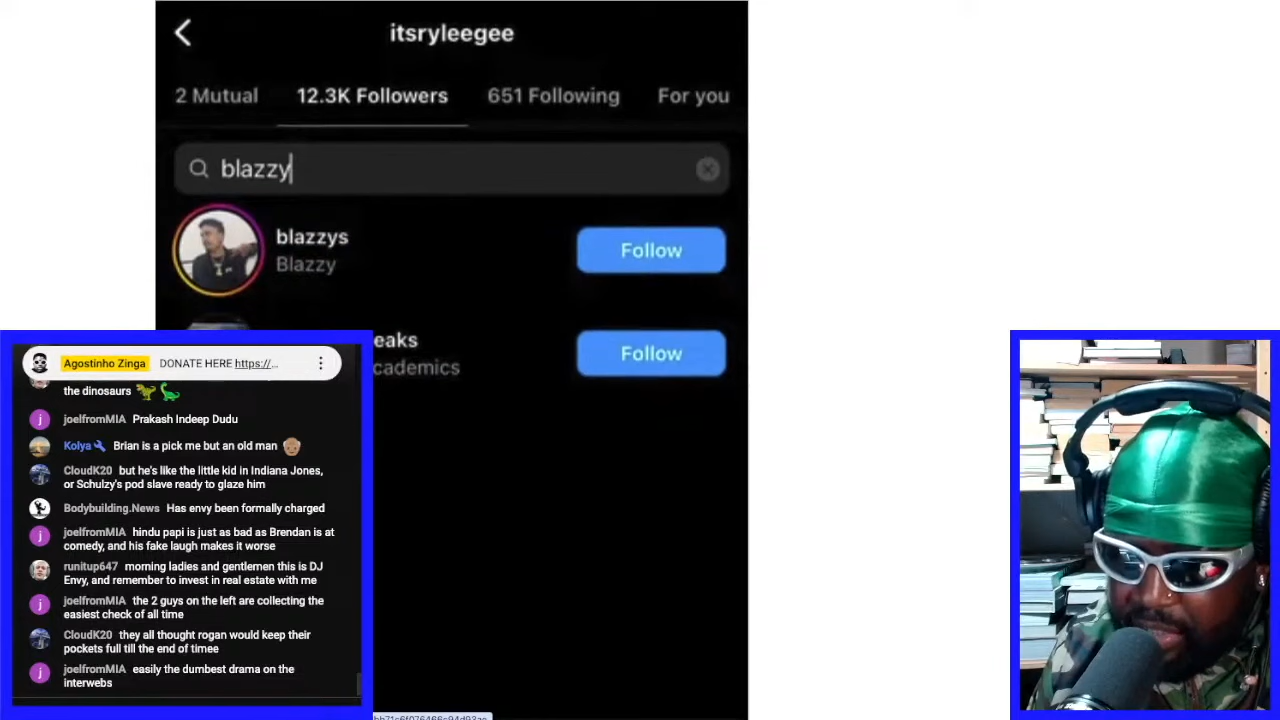 itsryleegee
2 Mutual 12.3K Followers 651 Following For you
blazzy
blazzys
Blazzy
Follow
eaks
cademics
Follow
Agostinho Zinga DONATE HERE https://...
the dinosaurs 🦖 🦕
j joelfromMIA Prakash Indeep Dudu
Kolya🔧 Brian is a pick me but an old man 👴🏽
CloudK20 but he's like the little kid in Indiana Jones,
or Schulzy's pod slave ready to glaze him
Bodybuilding.News Has envy been formally charged
j joelfromMIA hindu papi is just as bad as Brendan is at
comedy, and his fake laugh makes it worse
runitup647 morning ladies and gentlemen this is DJ
Envy, and remember to invest in real estate with me
j joelfromMIA the 2 guys on the left are collecting the
easiest check of all time
CloudK20 they all thought rogan would keep their
pockets full till the end of timee
j joelfromMIA easily the dumbest drama on the
interwebs